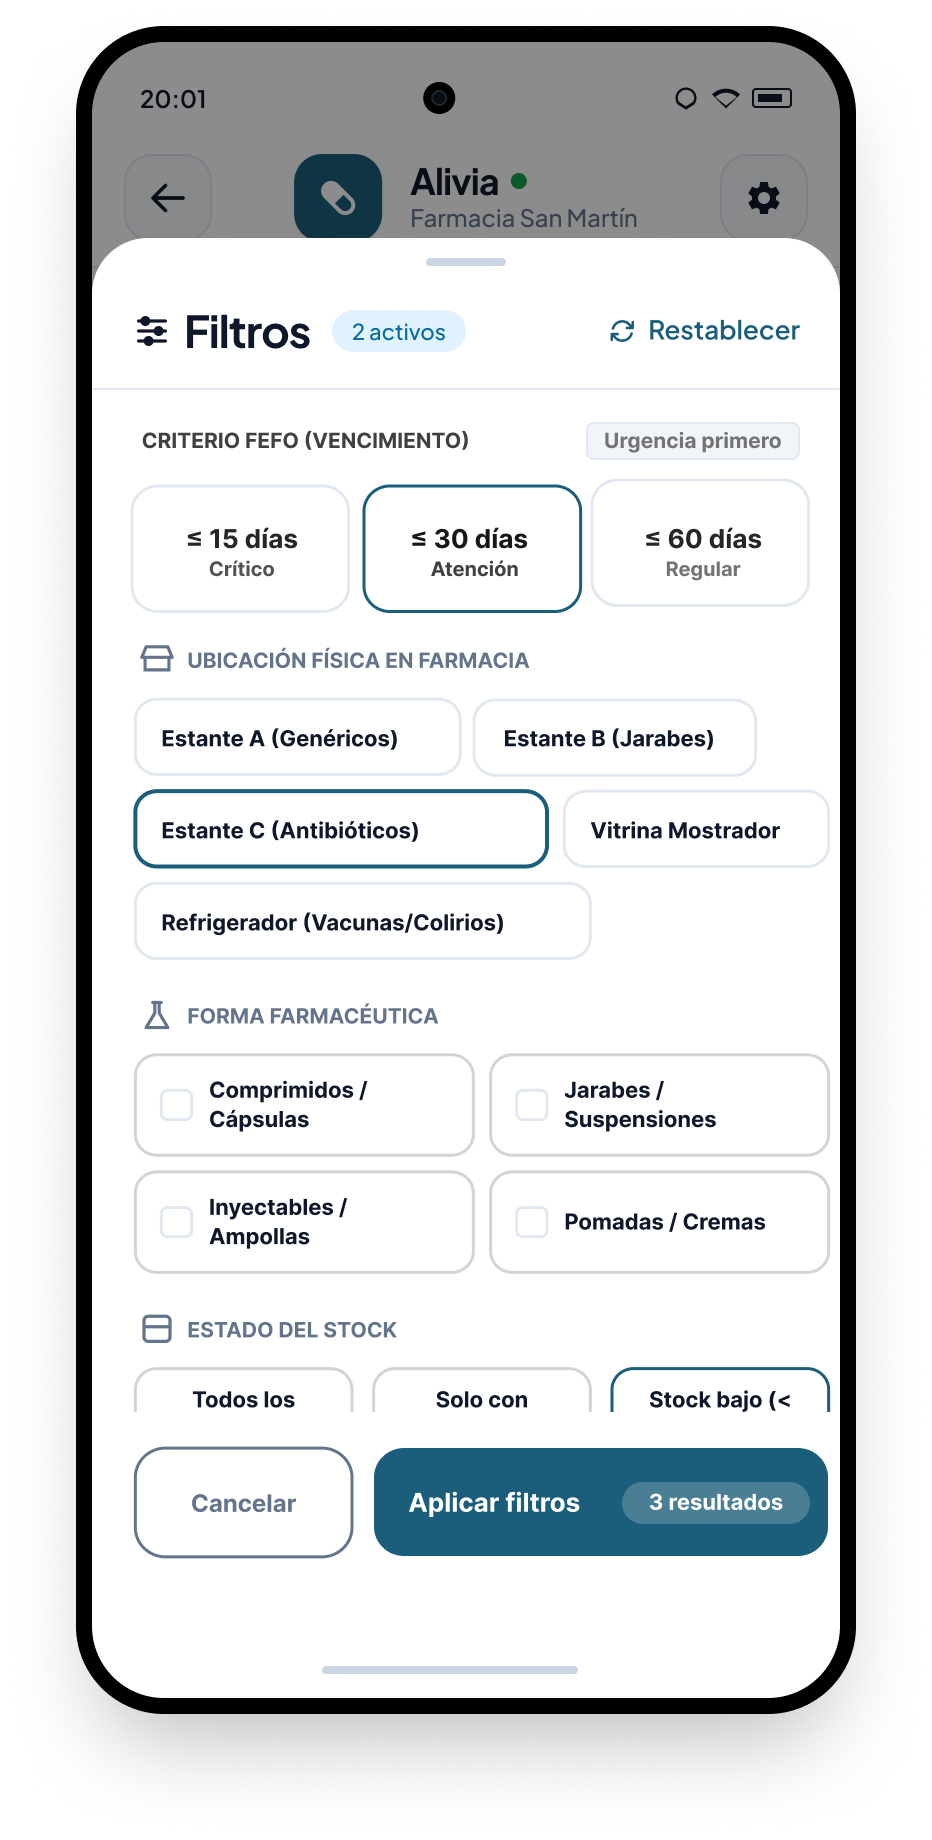 20:01
Alivia
Farmacia San Martín
Filtros
2 activos
Restablecer
CRITERIO FEFO (VENCIMIENTO)
Urgencia primero
≤ 15 días
Crítico
≤ 30 días
Atención
≤ 60 días
Regular
UBICACIÓN FÍSICA EN FARMACIA
Estante A (Genéricos)
Estante B (Jarabes)
Estante C (Antibióticos)
Vitrina Mostrador
Refrigerador (Vacunas/Colirios)
FORMA FARMACÉUTICA
Comprimidos /
Cápsulas
Jarabes /
Suspensiones
Inyectables /
Ampollas
Pomadas / Cremas
ESTADO DEL STOCK
Todos los
Solo con
Stock bajo (<
Cancelar
Aplicar filtros
3 resultados